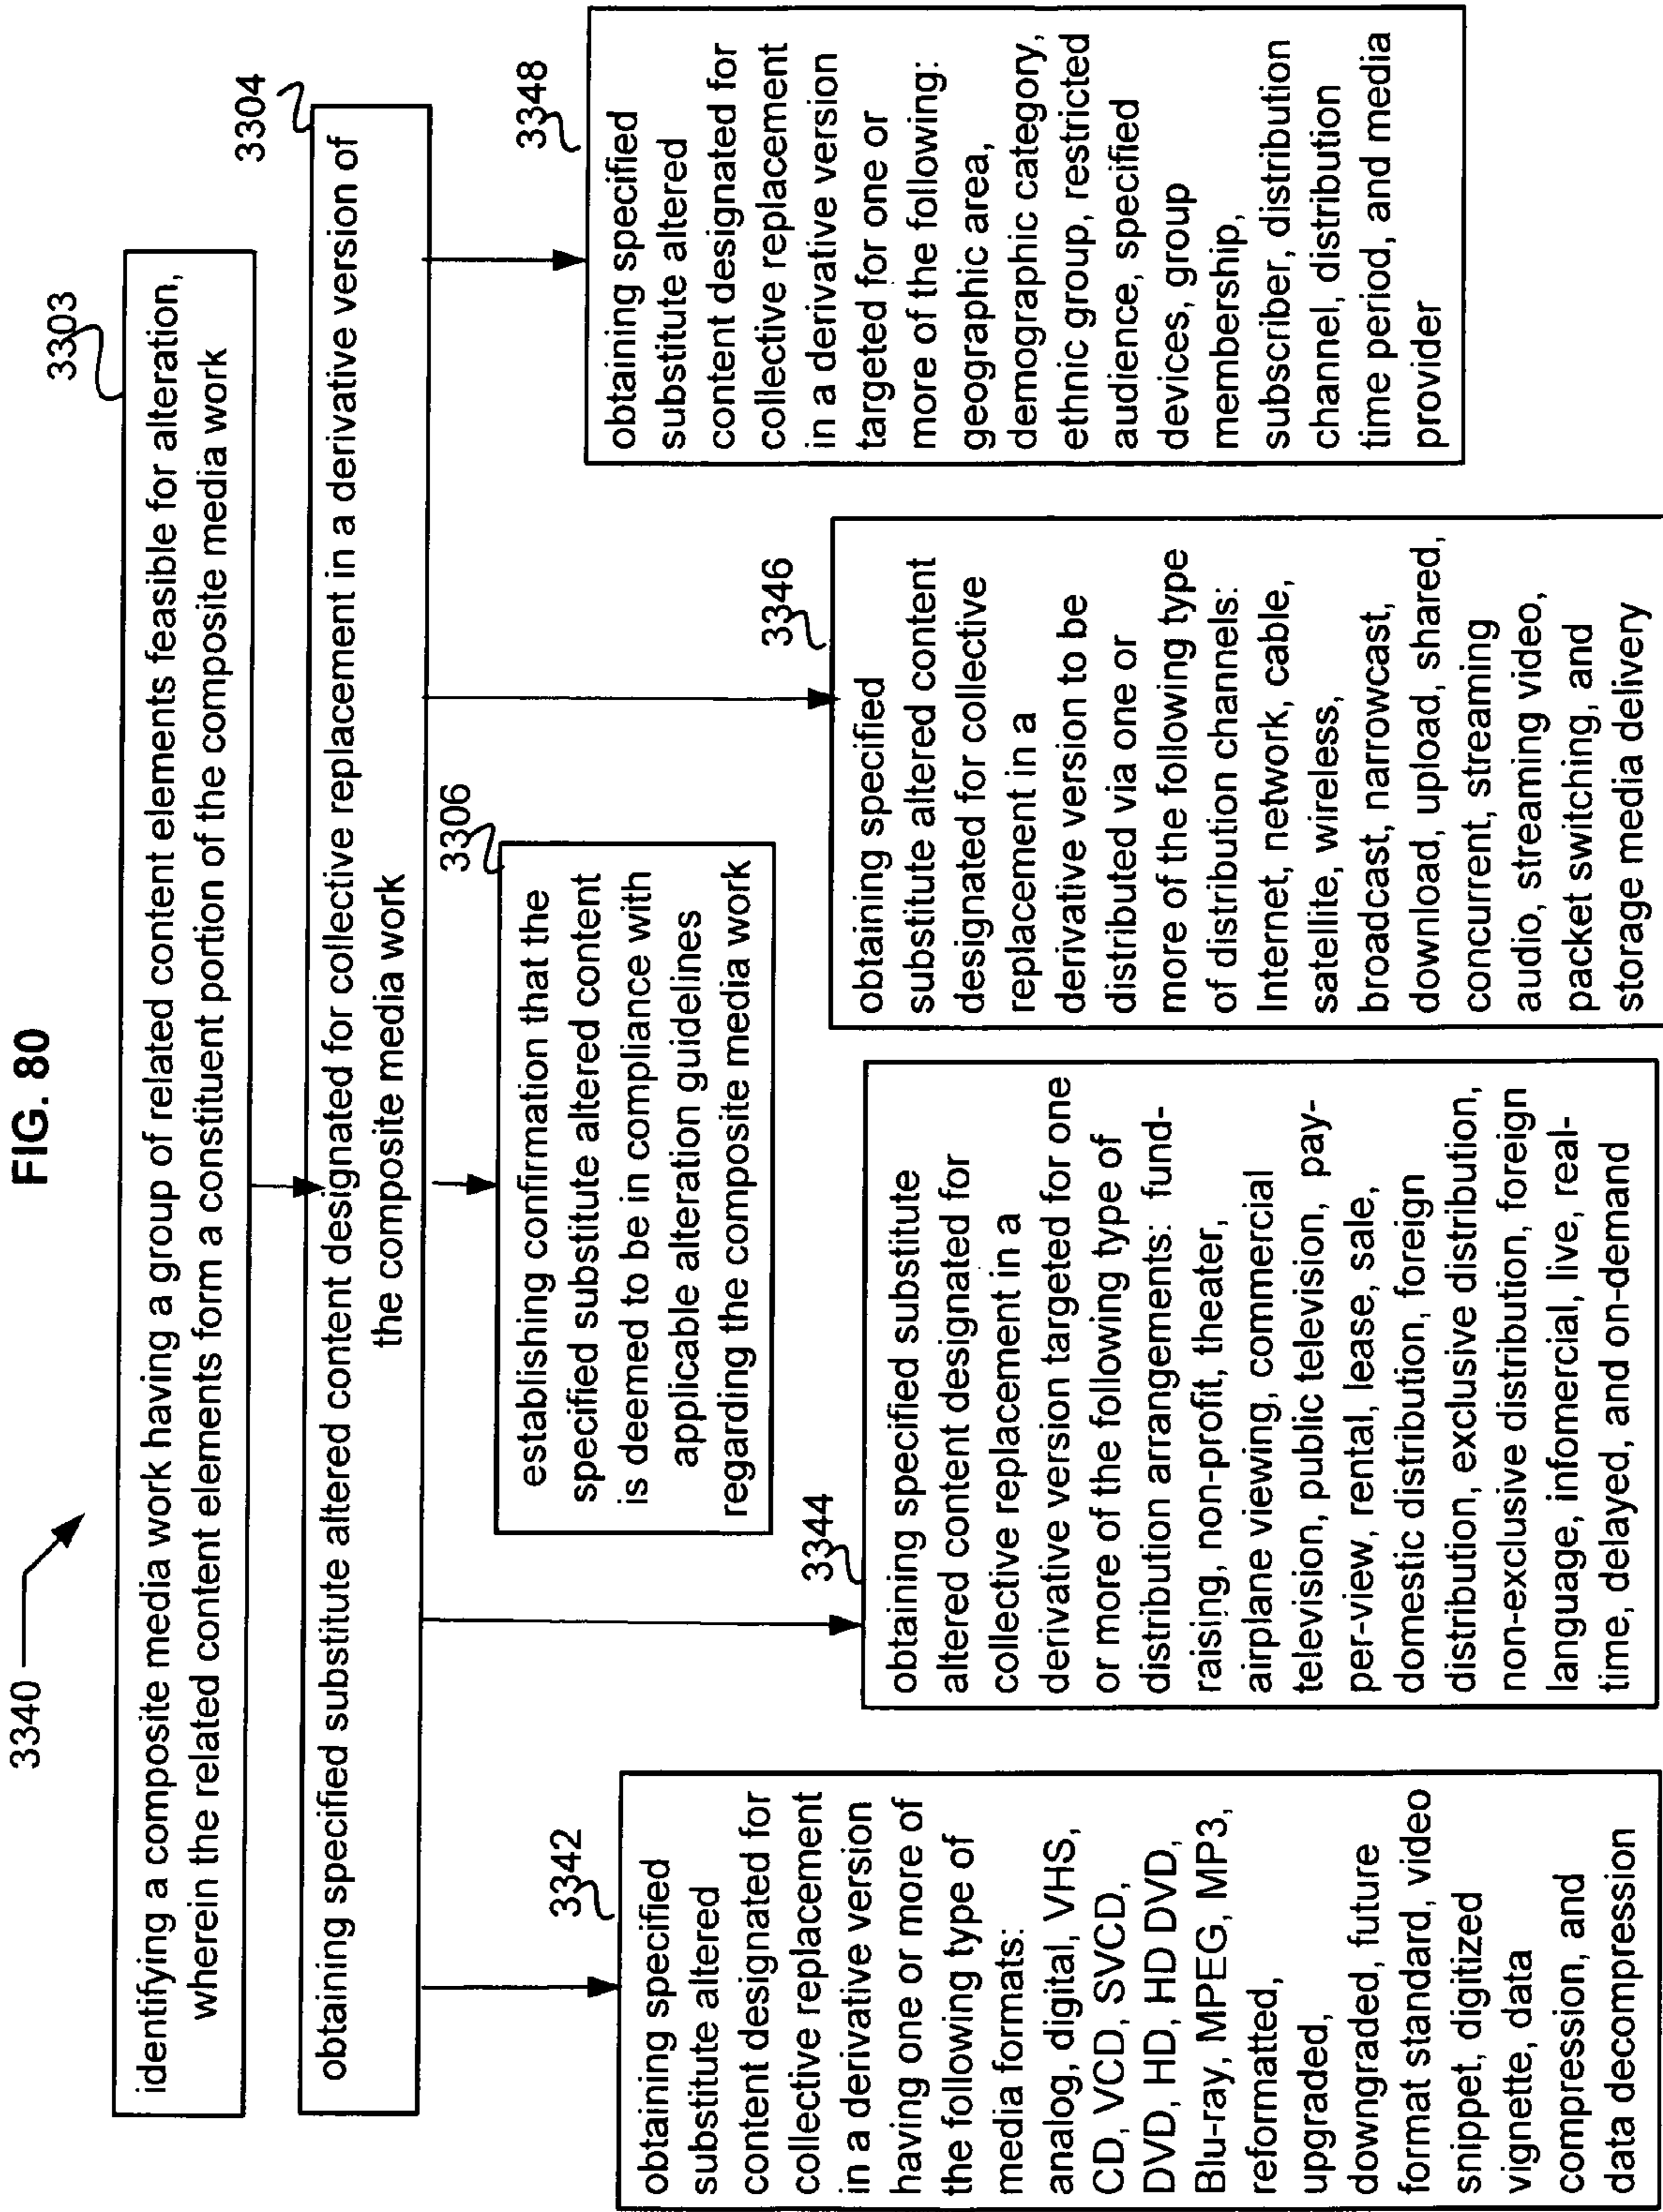 FIG. 80
3340
3303
identifying a composite media work having a group of related content elements feasible for alteration,
wherein the related content elements form a constituent portion of the composite media work
3304
obtaining specified substitute altered content designated for collective replacement in a derivative version of
the composite media work
3306
establishing confirmation that the
specified substitute altered content
is deemed to be in compliance with
applicable alteration guidelines
regarding the composite media work
3342
obtaining specified
substitute altered
content designated for
collective replacement
in a derivative version
having one or more of
the following type of
media formats:
analog, digital, VHS,
CD, VCD, SVCD,
DVD, HD, HD DVD,
Blu-ray, MPEG, MP3,
reformatted,
upgraded,
downgraded, future
format standard, video
snippet, digitized
vignette, data
compression, and
data decompression
3344
obtaining specified substitute
altered content designated for
collective replacement in a
derivative version targeted for one
or more of the following type of
distribution arrangements: fund-
raising, non-profit, theater,
airplane viewing, commercial
television, public television, pay-
per-view, rental, lease, sale,
domestic distribution, foreign
distribution, exclusive distribution,
non-exclusive distribution, foreign
language, infomercial, live, real-
time, delayed, and on-demand
3346
obtaining specified
substitute altered content
designated for collective
replacement in a
derivative version to be
distributed via one or
more of the following type
of distribution channels:
Internet, network, cable,
satellite, wireless,
broadcast, narrowcast,
download, upload, shared,
concurrent, streaming
audio, streaming video,
packet switching, and
storage media delivery
3348
obtaining specified
substitute altered
content designated for
collective replacement
in a derivative version
targeted for one or
more of the following:
geographic area,
demographic category,
ethnic group, restricted
audience, specified
devices, group
membership,
subscriber, distribution
channel, distribution
time period, and media
provider